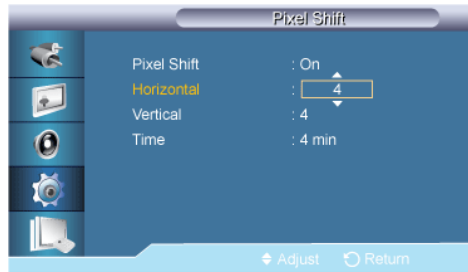 Pixel Shift
Pixel Shift : On
Horizontal : 4
Vertical : 4
Time : 4 min
Adjust Return